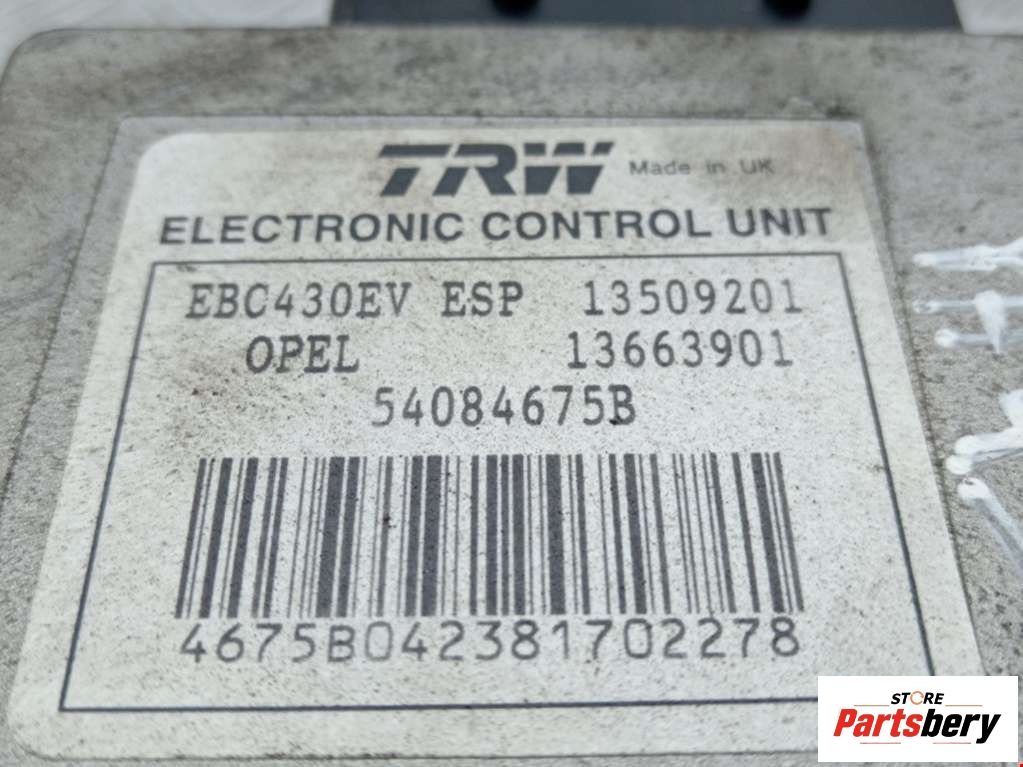 TRW Made in UK
ELECTRONIC CONTROL UNIT
EBC430EV ESP 13509201
OPEL 13663901
54084675B
4675B042381702278
STORE
Partsbery